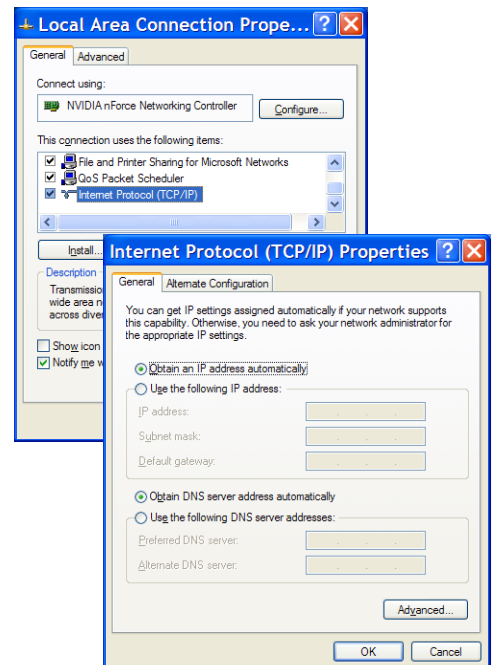 Local Area Connection Prope...
General Advanced
Connect using:
NVIDIA nForce Networking Controller Configure...
This connection uses the following items:
File and Printer Sharing for Microsoft Networks
QoS Packet Scheduler
Internet Protocol (TCP/IP)
Install...
Description
Transmissio
wide area n
across diver
Show icon
Notify me w
Internet Protocol (TCP/IP) Properties
General Alternate Configuration
You can get IP settings assigned automatically if your network supports
this capability. Otherwise, you need to ask your network administrator for
the appropriate IP settings.
Obtain an IP address automatically
Use the following IP address:
IP address:
Subnet mask:
Default gateway:
Obtain DNS server address automatically
Use the following DNS server addresses:
Preferred DNS server:
Alternate DNS server:
Advanced...
OK Cancel